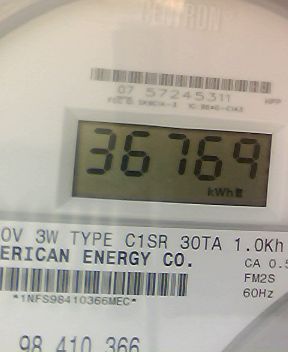 CENTRON
07 57245311
36769
kWh
0V 3W TYPE C1SR 30TA 1.0Kh
ERICAN ENERGY CO.
CA 0.5
FM2S
60Hz
*1NFS98410366MEC*
98 410 366